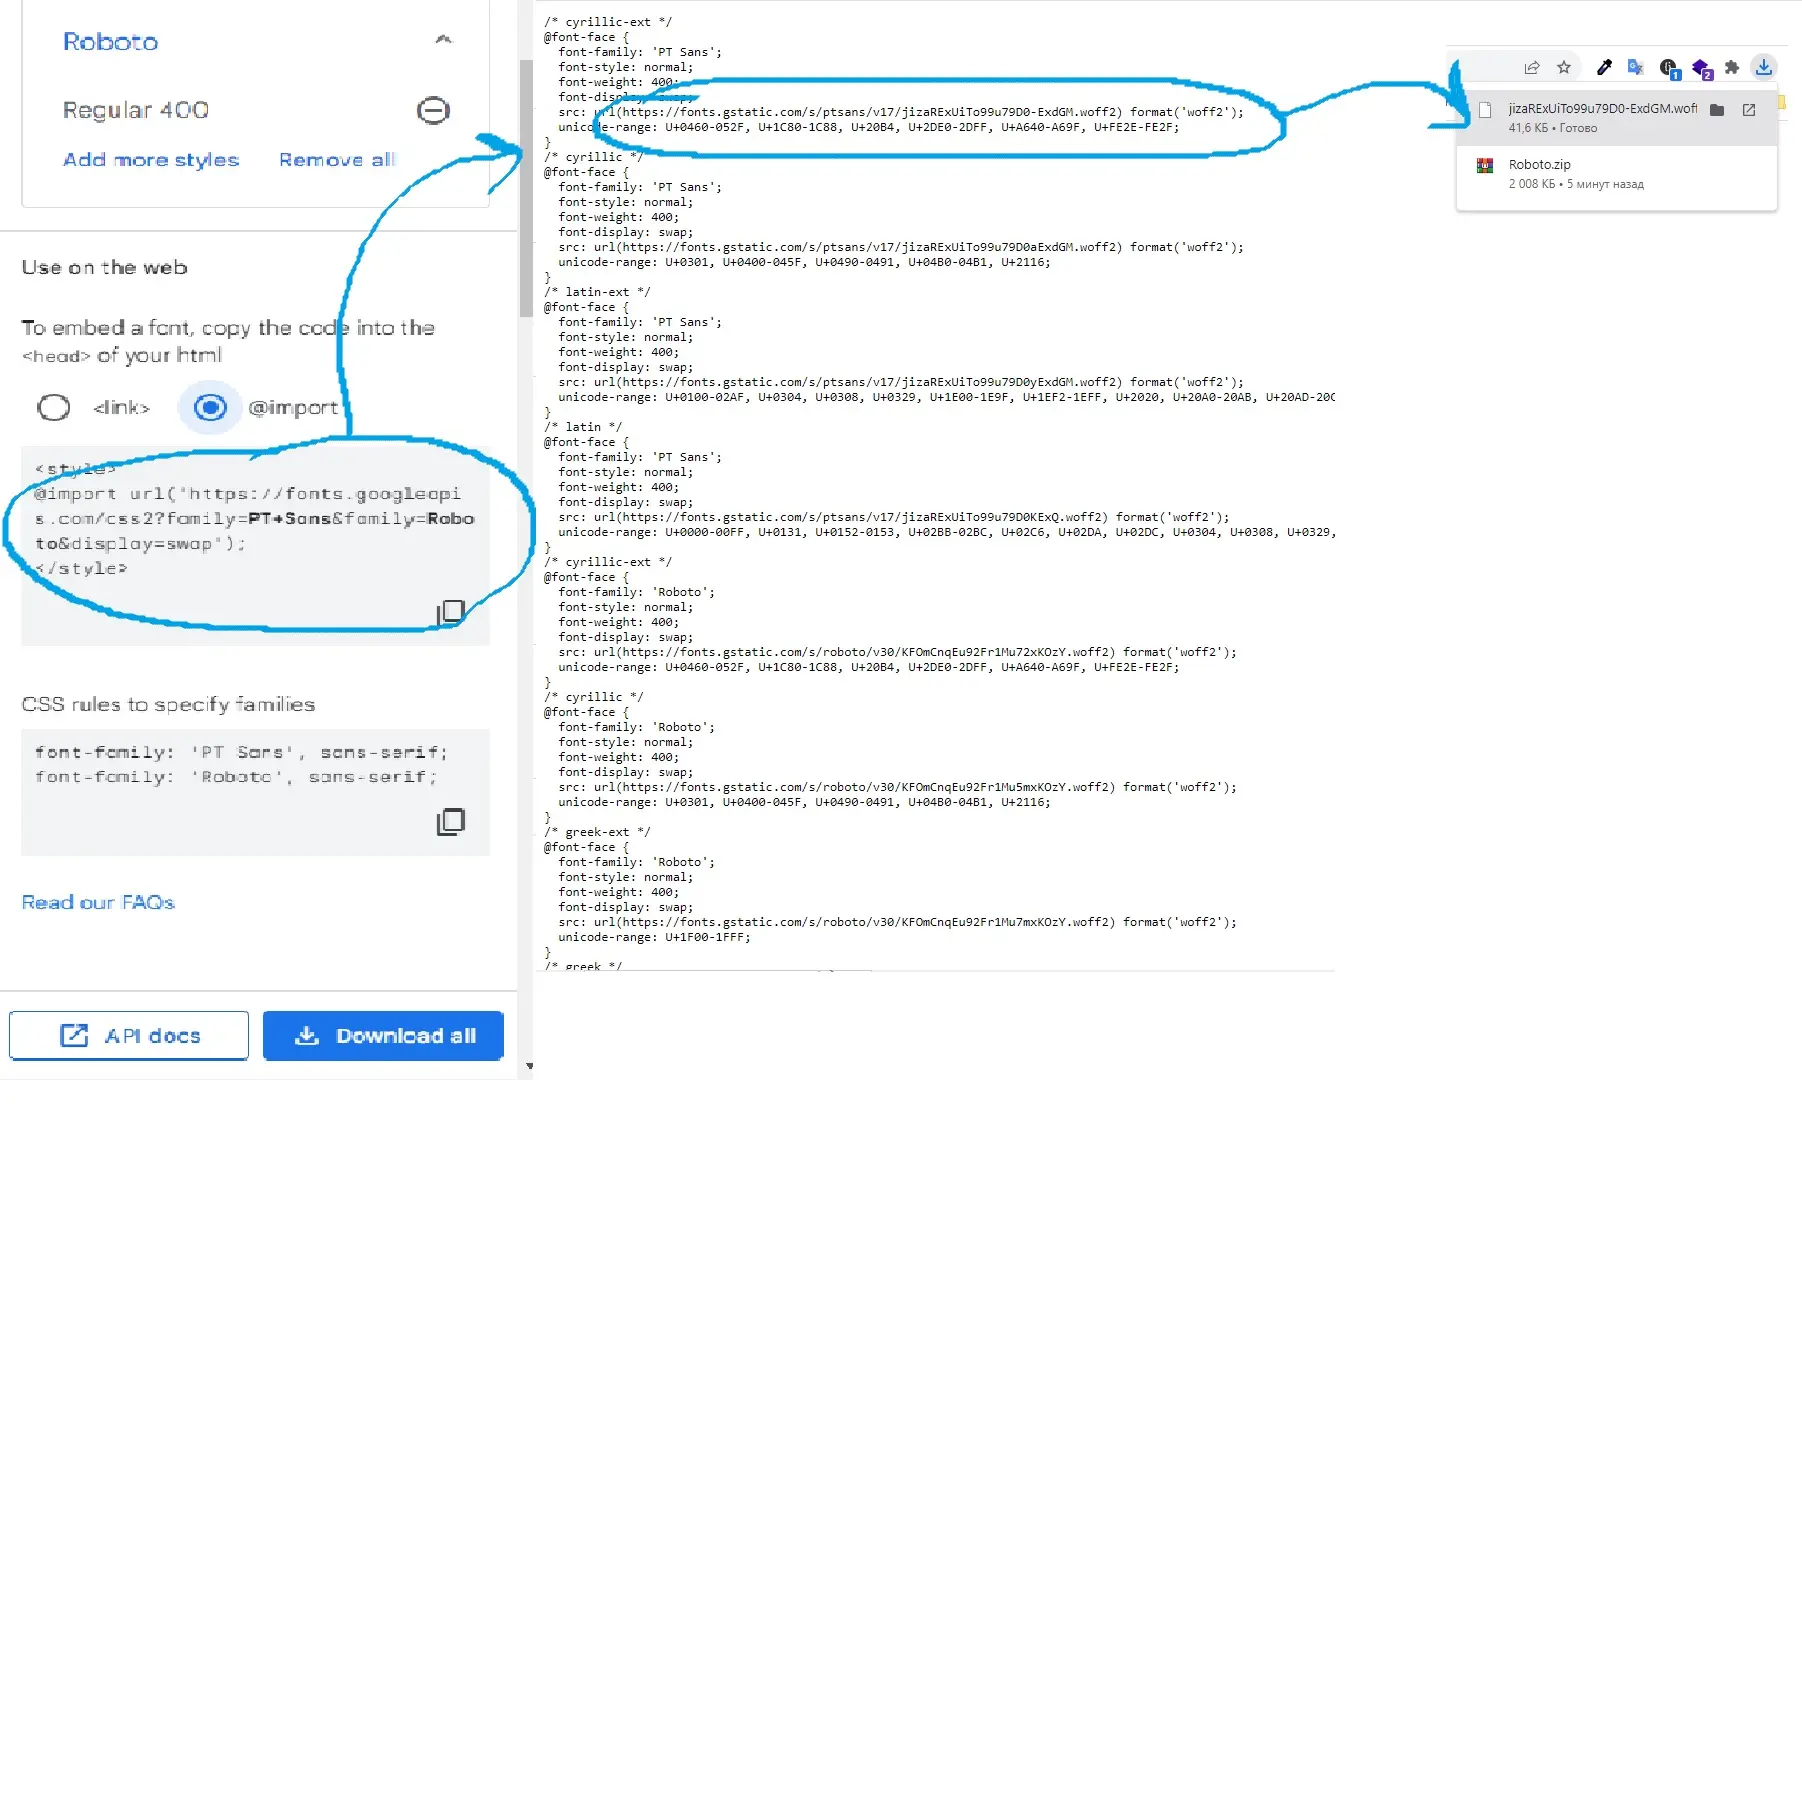 Roboto
Regular 400
Add more styles Remove all
Use on the web
To embed a font, copy the code into the
<head> of your html
<link> @import
<style>
@import url('https://fonts.googleapi
s.com/css2?family=PT+Sans&family=Robo
to&display=swap');
</style>
CSS rules to specify families
font-family: 'PT Sans', sans-serif;
font-family: 'Roboto', sans-serif;
Read our FAQs
API docs Download all
/* cyrillic-ext */
@font-face {
font-family: 'PT Sans';
font-style: normal;
font-weight: 400;
font-display: swap;
src: url(https://fonts.gstatic.com/s/ptsans/v17/jizaRExUiTo99u79D0-ExdGM.woff2) format('woff2');
unicode-range: U+0460-052F, U+1C80-1C88, U+20B4, U+2DE0-2DFF, U+A640-A69F, U+FE2E-FE2F;
}
/* cyrillic */
@font-face {
font-family: 'PT Sans';
font-style: normal;
font-weight: 400;
font-display: swap;
src: url(https://fonts.gstatic.com/s/ptsans/v17/jizaRExUiTo99u79D0aExdGM.woff2) format('woff2');
unicode-range: U+0301, U+0400-045F, U+0490-0491, U+04B0-04B1, U+2116;
}
/* latin-ext */
@font-face {
font-family: 'PT Sans';
font-style: normal;
font-weight: 400;
font-display: swap;
src: url(https://fonts.gstatic.com/s/ptsans/v17/jizaRExUiTo99u79D0yExdGM.woff2) format('woff2');
unicode-range: U+0100-02AF, U+0304, U+0308, U+0329, U+1E00-1E9F, U+1EF2-1EFF, U+2020, U+20A0-20AB, U+20AD-20C
}
/* latin */
@font-face {
font-family: 'PT Sans';
font-style: normal;
font-weight: 400;
font-display: swap;
src: url(https://fonts.gstatic.com/s/ptsans/v17/jizaRExUiTo99u79D0KExQ.woff2) format('woff2');
unicode-range: U+0000-00FF, U+0131, U+0152-0153, U+02BB-02BC, U+02C6, U+02DA, U+02DC, U+0304, U+0308, U+0329,
}
/* cyrillic-ext */
@font-face {
font-family: 'Roboto';
font-style: normal;
font-weight: 400;
font-display: swap;
src: url(https://fonts.gstatic.com/s/roboto/v30/KFOmCnqEu92Fr1Mu72xKOzY.woff2) format('woff2');
unicode-range: U+0460-052F, U+1C80-1C88, U+20B4, U+2DE0-2DFF, U+A640-A69F, U+FE2E-FE2F;
}
/* cyrillic */
@font-face {
font-family: 'Roboto';
font-style: normal;
font-weight: 400;
font-display: swap;
src: url(https://fonts.gstatic.com/s/roboto/v30/KFOmCnqEu92Fr1Mu5mxKOzY.woff2) format('woff2');
unicode-range: U+0301, U+0400-045F, U+0490-0491, U+04B0-04B1, U+2116;
}
/* greek-ext */
@font-face {
font-family: 'Roboto';
font-style: normal;
font-weight: 400;
font-display: swap;
src: url(https://fonts.gstatic.com/s/roboto/v30/KFOmCnqEu92Fr1Mu7mxKOzY.woff2) format('woff2');
unicode-range: U+1F00-1FFF;
}
/* greek */
1 2
jizaRExUiTo99u79D0-ExdGM.woff
41,6 КБ • Готово
Roboto.zip
2 008 КБ • 5 минут назад